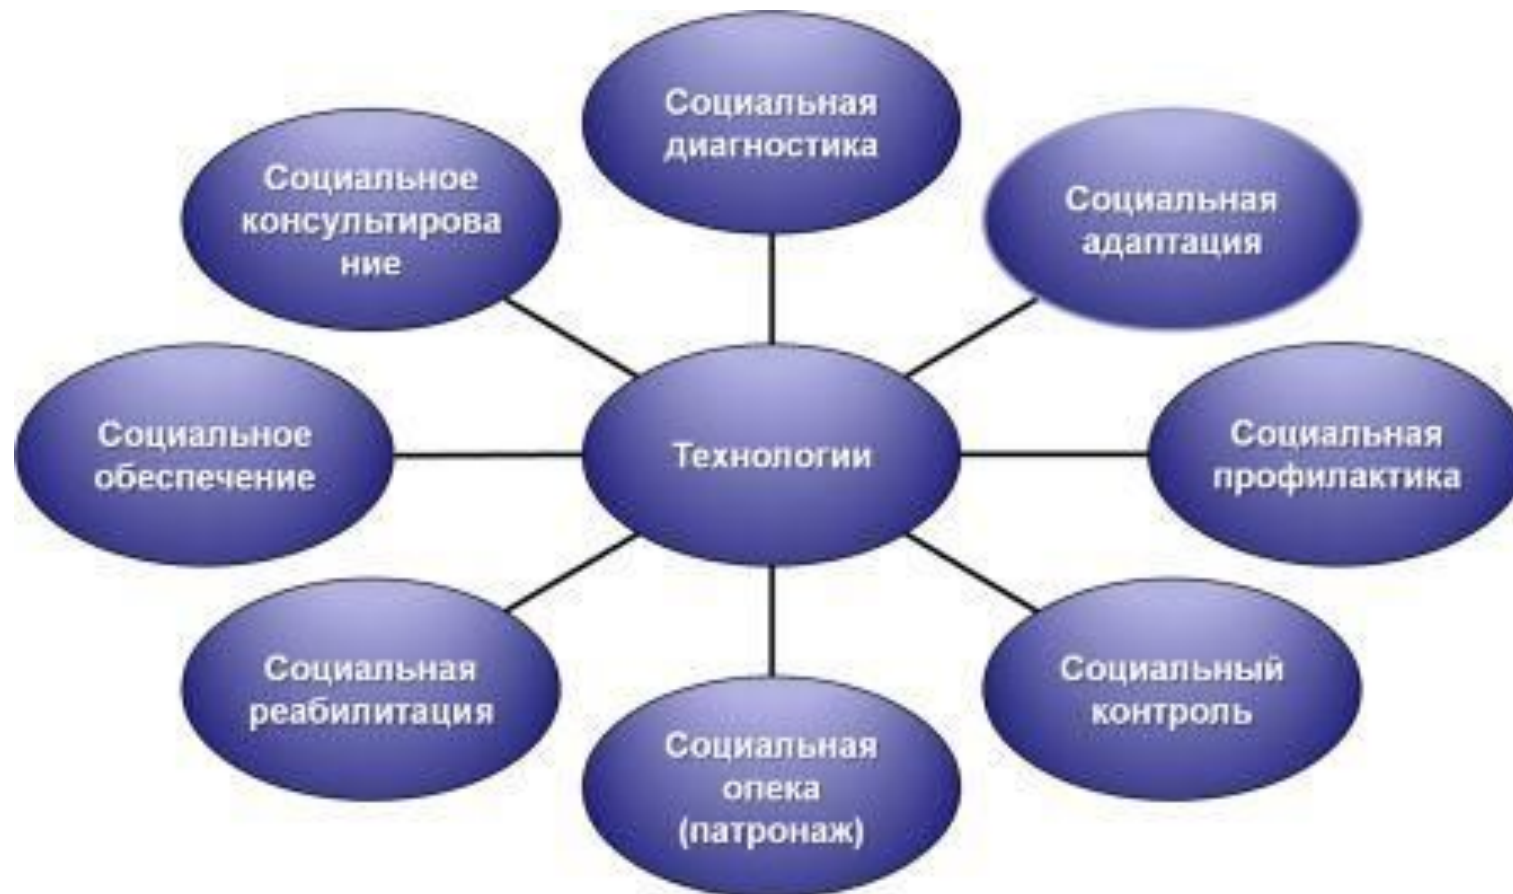 Социальная
диагностика
Социальное
консультирова
ние
Социальная
адаптация
Социальное
обеспечение
Технологии
Социальная
профилактика
Социальная
реабилитация
Социальный
контроль
Социальная
опека
(патронаж)